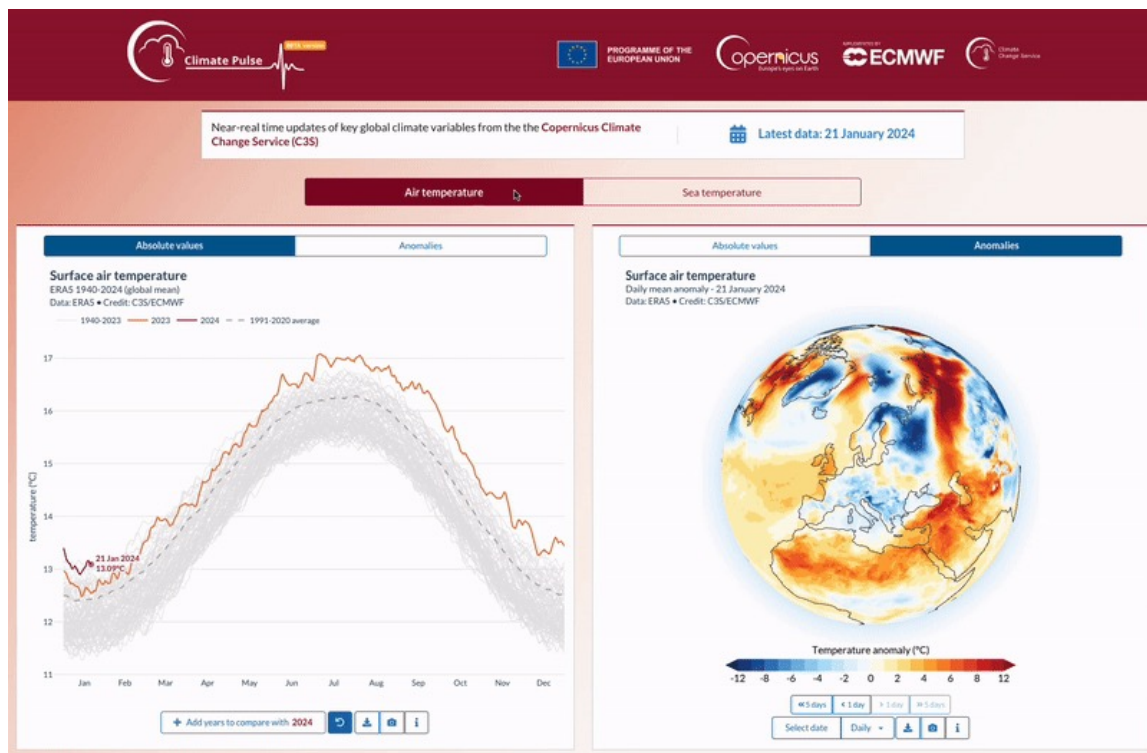 Climate Pulse
BETA version
PROGRAMME OF THE
EUROPEAN UNION
opernicus
Europe's eyes on Earth
IMPLEMENTED BY
ECMWF
Climate
Change Service
Near-real time updates of key global climate variables from the the Copernicus Climate
Change Service (C3S)
Latest data: 21 January 2024
Air temperature
Sea temperature
Absolute values
Anomalies
Surface air temperature
ERA5 1940-2024 (global mean)
Data: ERA5 • Credit: C3S/ECMWF
1940-2023 2023 2024 1991-2020 average
temperature (°C)
17
16
15
14
13
12
11
21 Jan 2024
13.09°C
Jan Feb Mar Apr May Jun Jul Aug Sep Oct Nov Dec
+ Add years to compare with 2024
i
Absolute values
Anomalies
Surface air temperature
Daily mean anomaly - 21 January 2024
Data: ERA5 • Credit: C3S/ECMWF
Temperature anomaly (°C)
-12 -8 -6 -4 -2 0 2 4 6 8 12
« 5 days < 1 day > 1 day » 5 days
Select date Daily
i